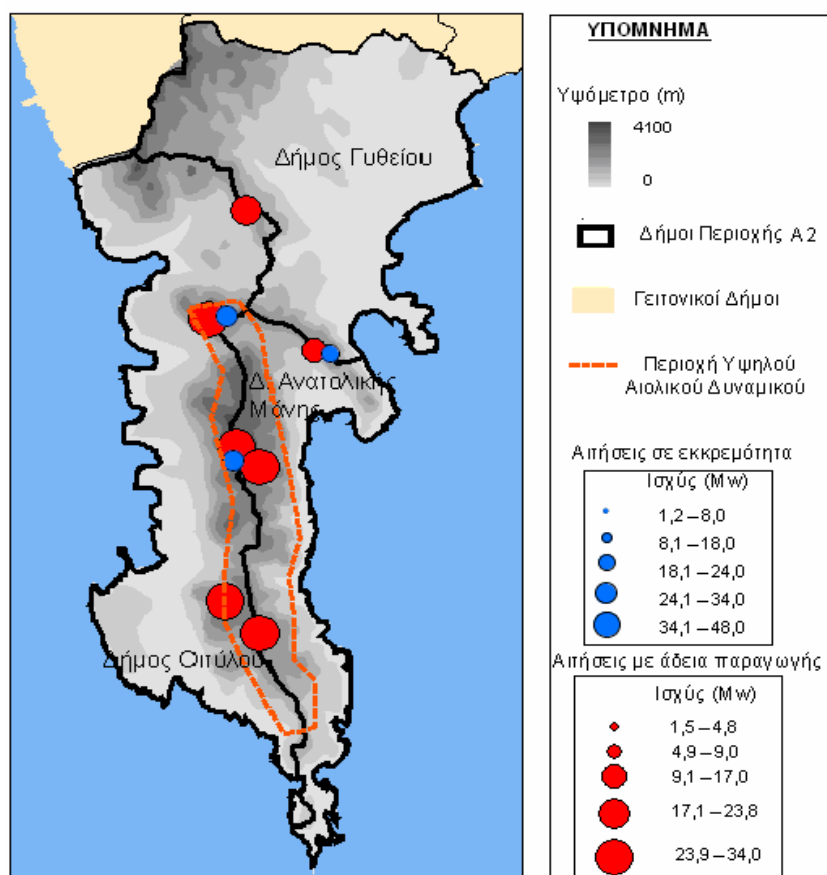 Δήμος Γυθείου
Δ. Ανατολικής
Μάνης
Δήμος Οιτύλου
ΥΠΟΜΝΗΜΑ
Υψόμετρο (m)
4100
0
Δήμοι Περιοχής Α2
Γειτονικοί Δήμοι
Περιοχή Υψηλού
Αιολικού Δυναμικού
Αιτήσεις σε εκκρεμότητα
Ισχύς (Mw)
1,2–8,0
8,1–18,0
18,1–24,0
24,1–34,0
34,1–48,0
Αιτήσεις με άδεια παραγωγής
Ισχύς (Mw)
1,5–4,8
4,9–9,0
9,1–17,0
17,1–23,8
23,9–34,0